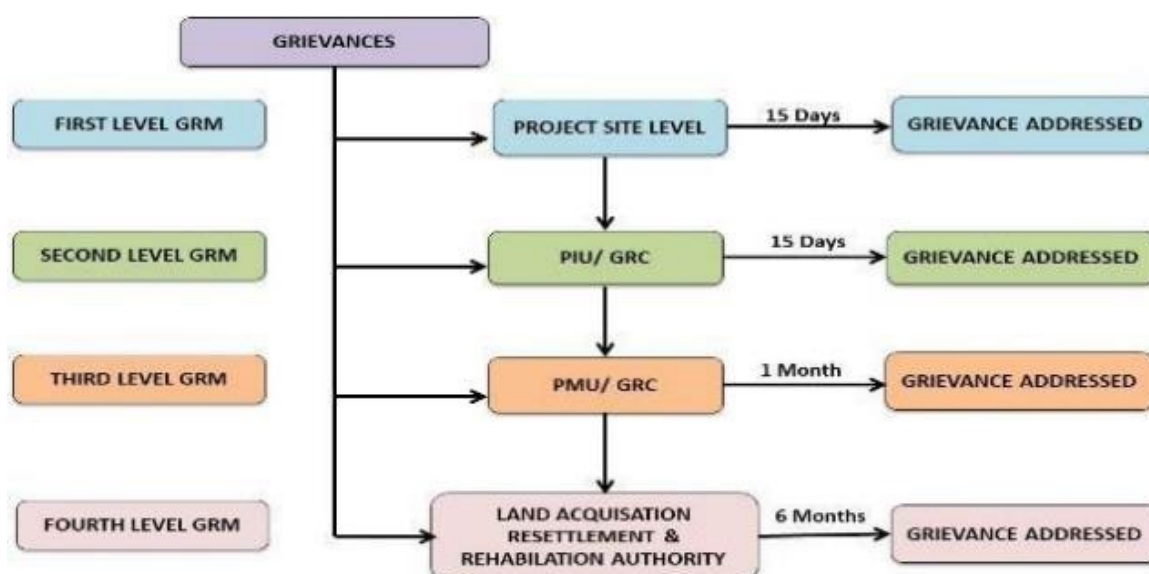 GRIEVANCES
FIRST LEVEL GRM
PROJECT SITE LEVEL
15 Days
GRIEVANCE ADDRESSED
SECOND LEVEL GRM
PIU/ GRC
15 Days
GRIEVANCE ADDRESSED
THIRD LEVEL GRM
PMU/ GRC
1 Month
GRIEVANCE ADDRESSED
FOURTH LEVEL GRM
LAND ACQUISATION
RESETTLEMENT &
REHABILATION AUTHORITY
6 Months
GRIEVANCE ADDRESSED